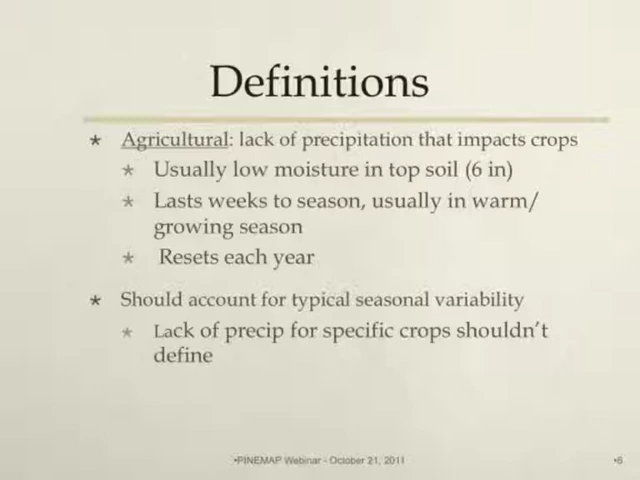 Definitions
* Agricultural: lack of precipitation that impacts crops
* Usually low moisture in top soil (6 in)
* Lasts weeks to season, usually in warm/
growing season
* Resets each year
* Should account for typical seasonal variability
* Lack of precip for specific crops shouldn't
define
•PINEMAP Webinar - October 21, 2011
•6